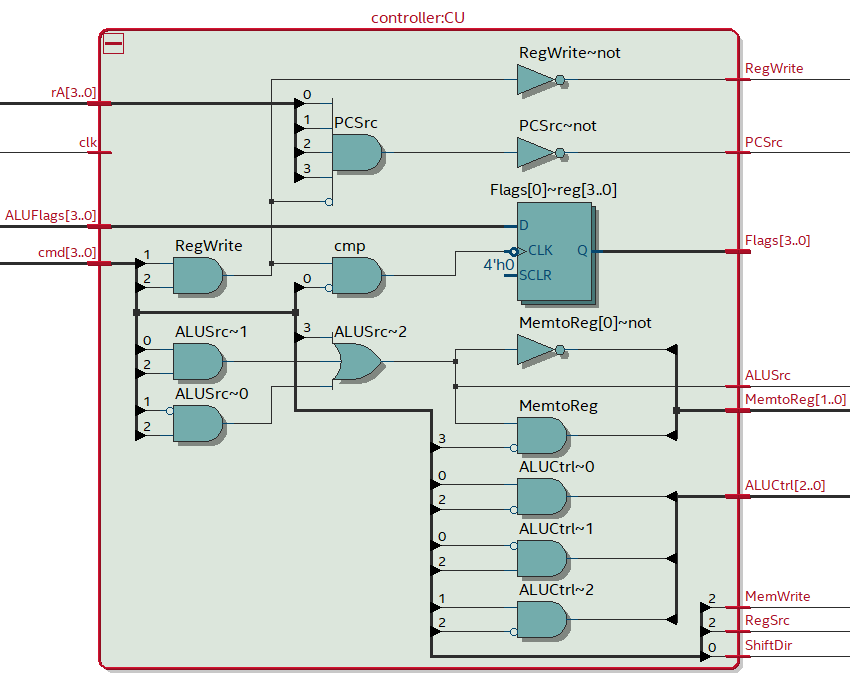 controller:CU
RegWrite~not
RegWrite
rA[3..0]
0
1
2
3
PCSrc
PCSrc~not
PCSrc
clk
Flags[0]~reg[3..0]
ALUFlags[3..0]
D
CLK
Q
SCLR
4'h0
Flags[3..0]
cmd[3..0]
1
2
RegWrite
cmp
0
3
ALUSrc~1
0
2
ALUSrc~2
MemtoReg[0]~not
ALUSrc~0
1
2
ALUSrc
MemtoReg[1..0]
MemtoReg
3
ALUCtrl~0
0
2
ALUCtrl[2..0]
ALUCtrl~1
0
2
ALUCtrl~2
1
2
2
MemWrite
2
RegSrc
0
ShiftDir